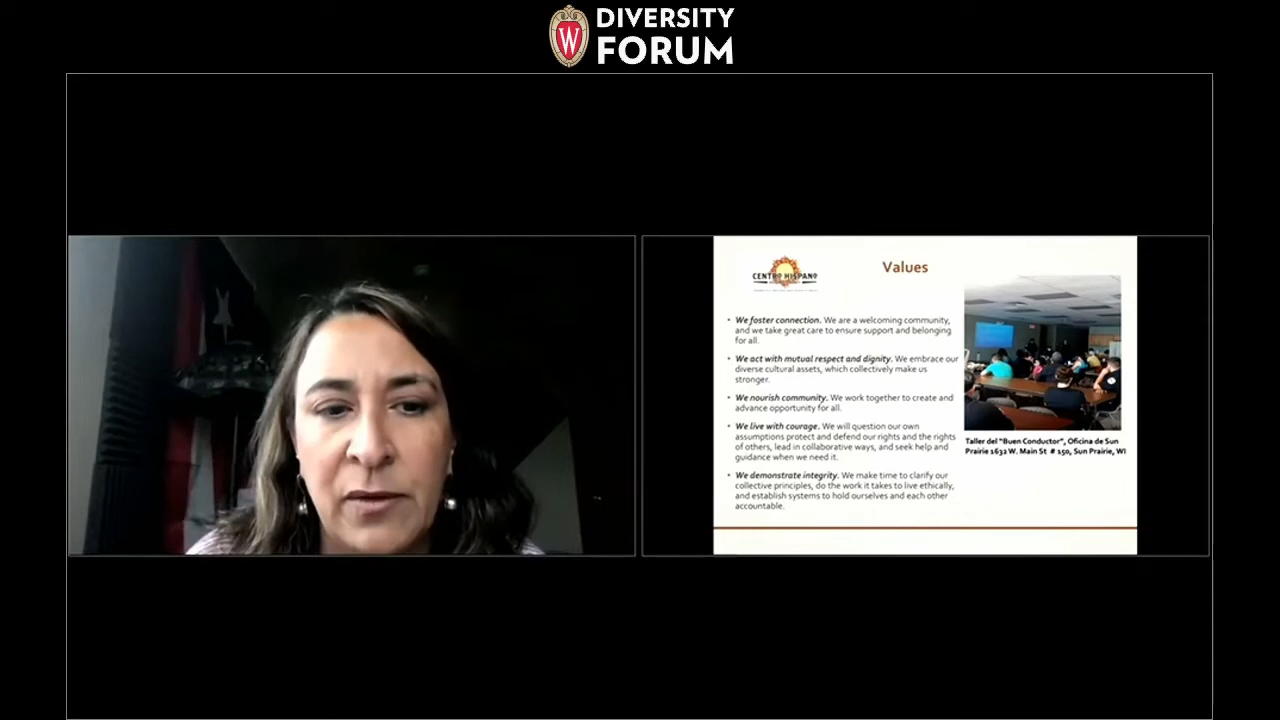 DIVERSITY
FORUM
W
CENTRO HISPANO
Values
• We foster connection. We are a welcoming community,
and we take great care to ensure support and belonging
for all.
• We act with mutual respect and dignity. We embrace our
diverse cultural assets, which collectively make us
stronger.
• We nourish community. We work together to create and
advance opportunity for all.
• We live with courage. We will question our own
assumptions protect and defend our rights and the rights
of others, lead in collaborative ways, and seek help and
guidance when we need it.
• We demonstrate integrity. We make time to clarify our
collective principles, do the work it takes to live ethically,
and establish systems to hold ourselves and each other
accountable.
Taller del "Buen Conductor", Oficina de Sun
Prairie 1632 W. Main St # 150, Sun Prairie, WI